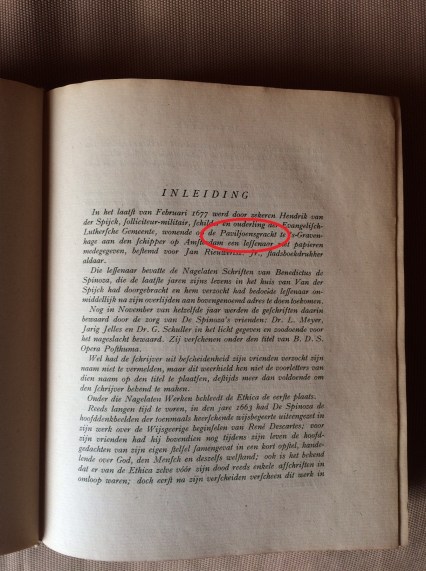 INLEIDING
In het laatſt van Februari 1677 werd door zekeren Hendrik van
der Spijck, ſolliciteur-militair, ſchilder en ouderling der Evangeliſch-
Lutherſche Gemeente, wonende op de Paviljoensgracht te 's-Graven-
hage aan den ſchipper op Amſterdam een leſſenaar met papieren
medegegeven, beſtemd voor Jan Rieuwertsz. Jr., ſtadsboekdrukker
aldaar.
Die leſſenaar bevatte de Nagelaten Schriften van Benedictus de
Spinoza, die de laatſte jaren zijns levens in het huis van Van der
Spijck had doorgebracht en hem verzocht had bedoelde leſſenaar on-
middellijk na zijn overlijden aan bovengenoemd adres te doen toekomen.
Nog in November van hetzelfde jaar werden de geſchriften daarin
bewaard door de zorg van De Spinoza's vrienden: Dr. L. Meyer,
Jarig Jelles en Dr. G. Schuller in het licht gegeven en zoodoende voor
het nageslacht bewaard. Zij verſchenen onder den titel van B. D. S.
Opera Poſthuma.
Wel had de ſchrijver uit beſcheidenheid zijn vrienden verzocht zijn
naam niet te vermelden, maar dit weerhield hen niet de voorletters van
dien naam op den titel te plaatſen, deſtijds meer dan voldoende om
den ſchrijver bekend te maken.
Onder die Nagelaten Werken bekleedt de Ethica de eerſte plaats.
Reeds langen tijd te voren, in den jare 1663 had De Spinoza de
hoofddenkbeelden der toenmaals heerſchende wijsbegeerte uiteengezet in
zijn werk over de Wijsgeerige beginſelen van René Descartes; voor
zijn vrienden had hij bovendien nog tijdens zijn leven de hoofd-
gedachten van zijn eigen ſtelſel ſamengevat in een kort opſtel, hande-
lende over God, den Menſch en deszelfs welſtand; ook is het bekend
dat er van de Ethica zelve vóór zijn dood reeds enkele afſchriften in
omloop waren; doch eerſt na zijn verſcheiden verſcheen dit werk in